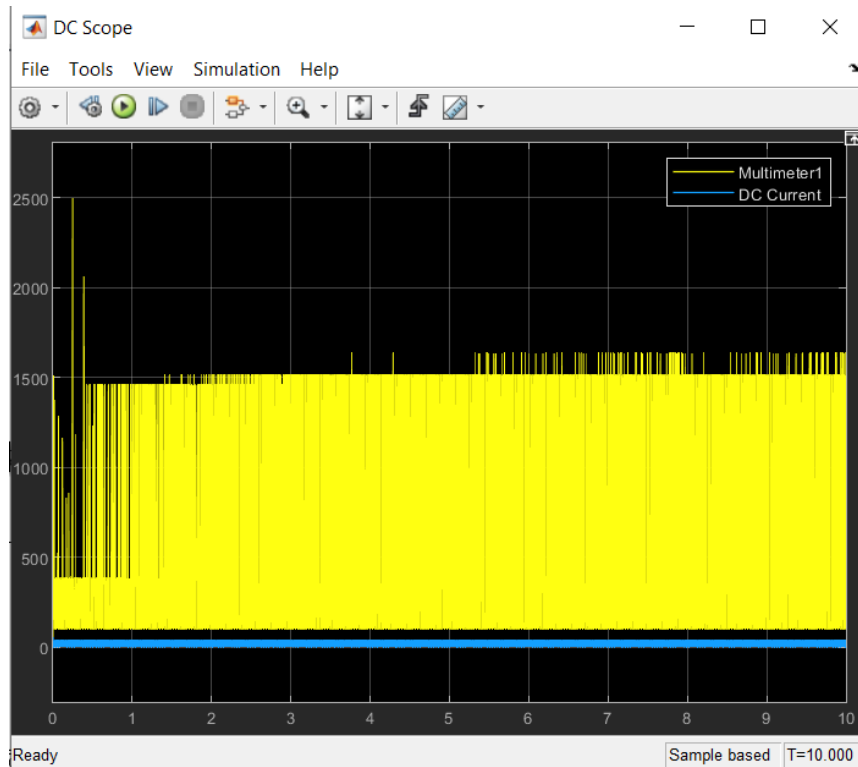 DC Scope
File Tools View Simulation Help
Multimeter1
DC Current
2500
2000
1500
1000
500
0
0 1 2 3 4 5 6 7 8 9 10
Ready
Sample based T=10.000